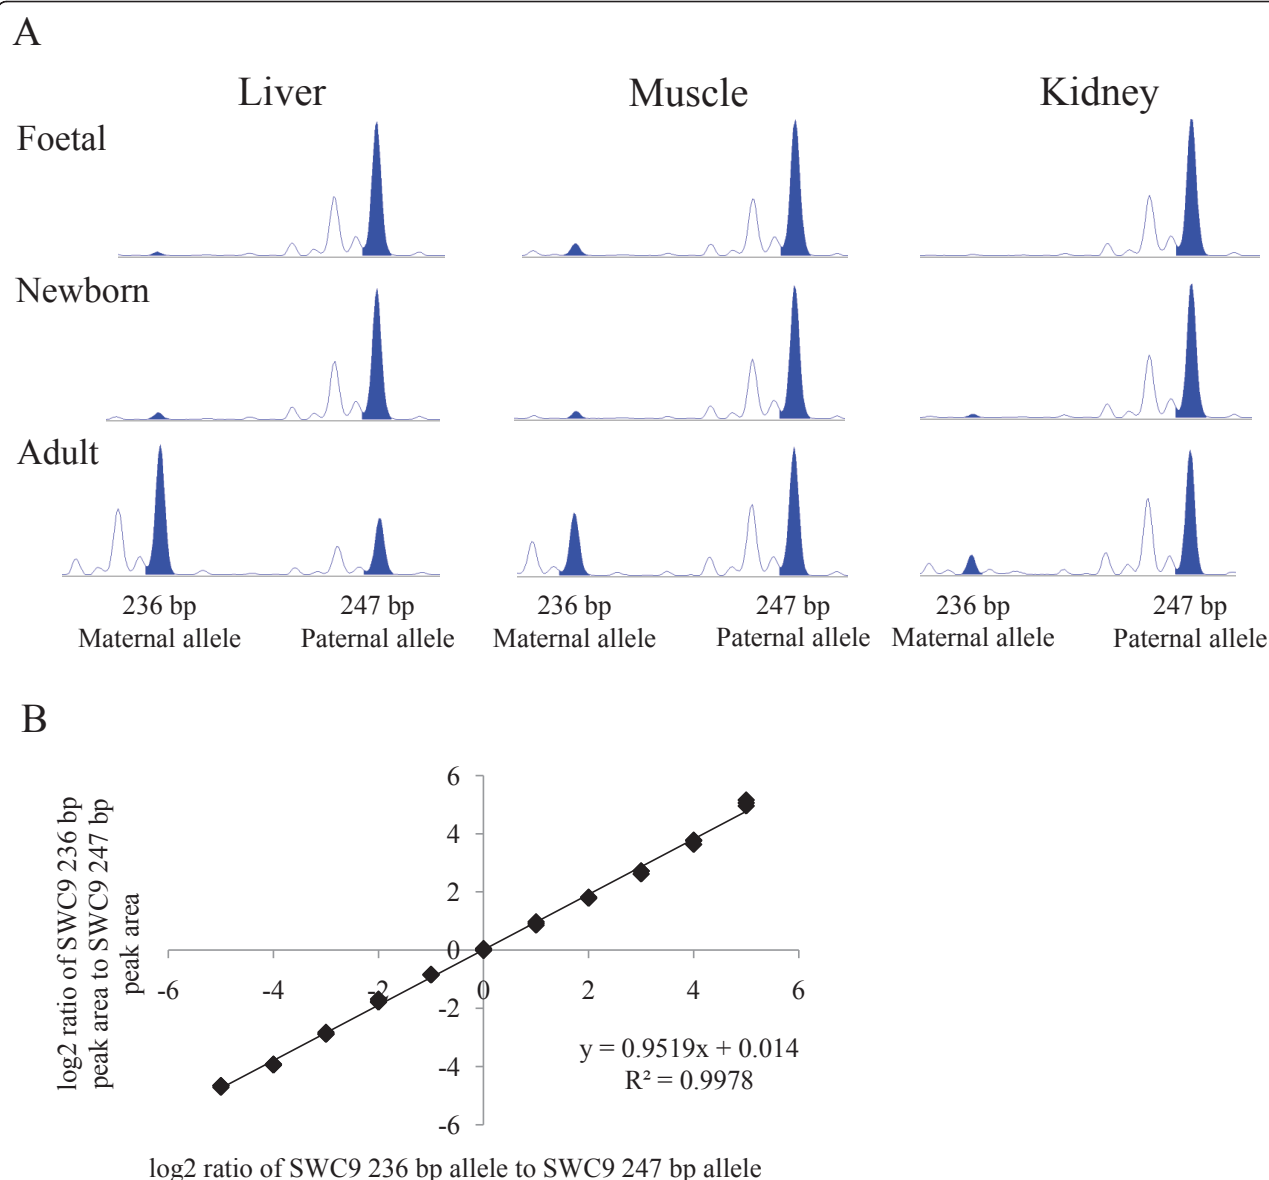 A
Liver Muscle Kidney
Foetal
Newborn
Adult
236 bp 247 bp 236 bp 247 bp 236 bp 247 bp
Maternal allele Paternal allele Maternal allele Paternal allele Maternal allele Paternal allele
B
log2 ratio of SWC9 236 bp
peak area to SWC9 247 bp
peak area
6
4
2
0
-6 -4 -2 0 2 4 6
-2
-4
-6
y = 0.9519x + 0.014
R² = 0.9978
log2 ratio of SWC9 236 bp allele to SWC9 247 bp allele